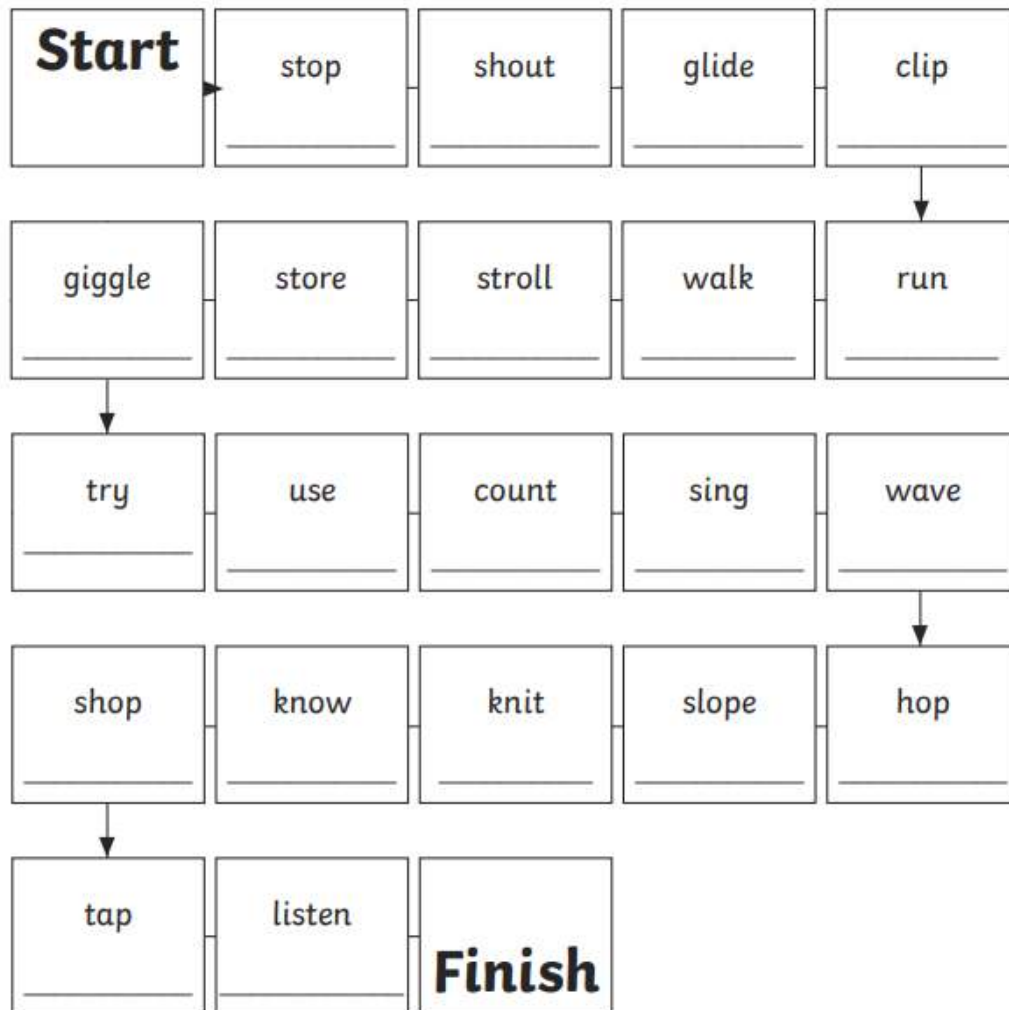 Start
stop
shout
glide
clip
giggle
store
stroll
walk
run
try
use
count
sing
wave
shop
know
knit
slope
hop
tap
listen
Finish